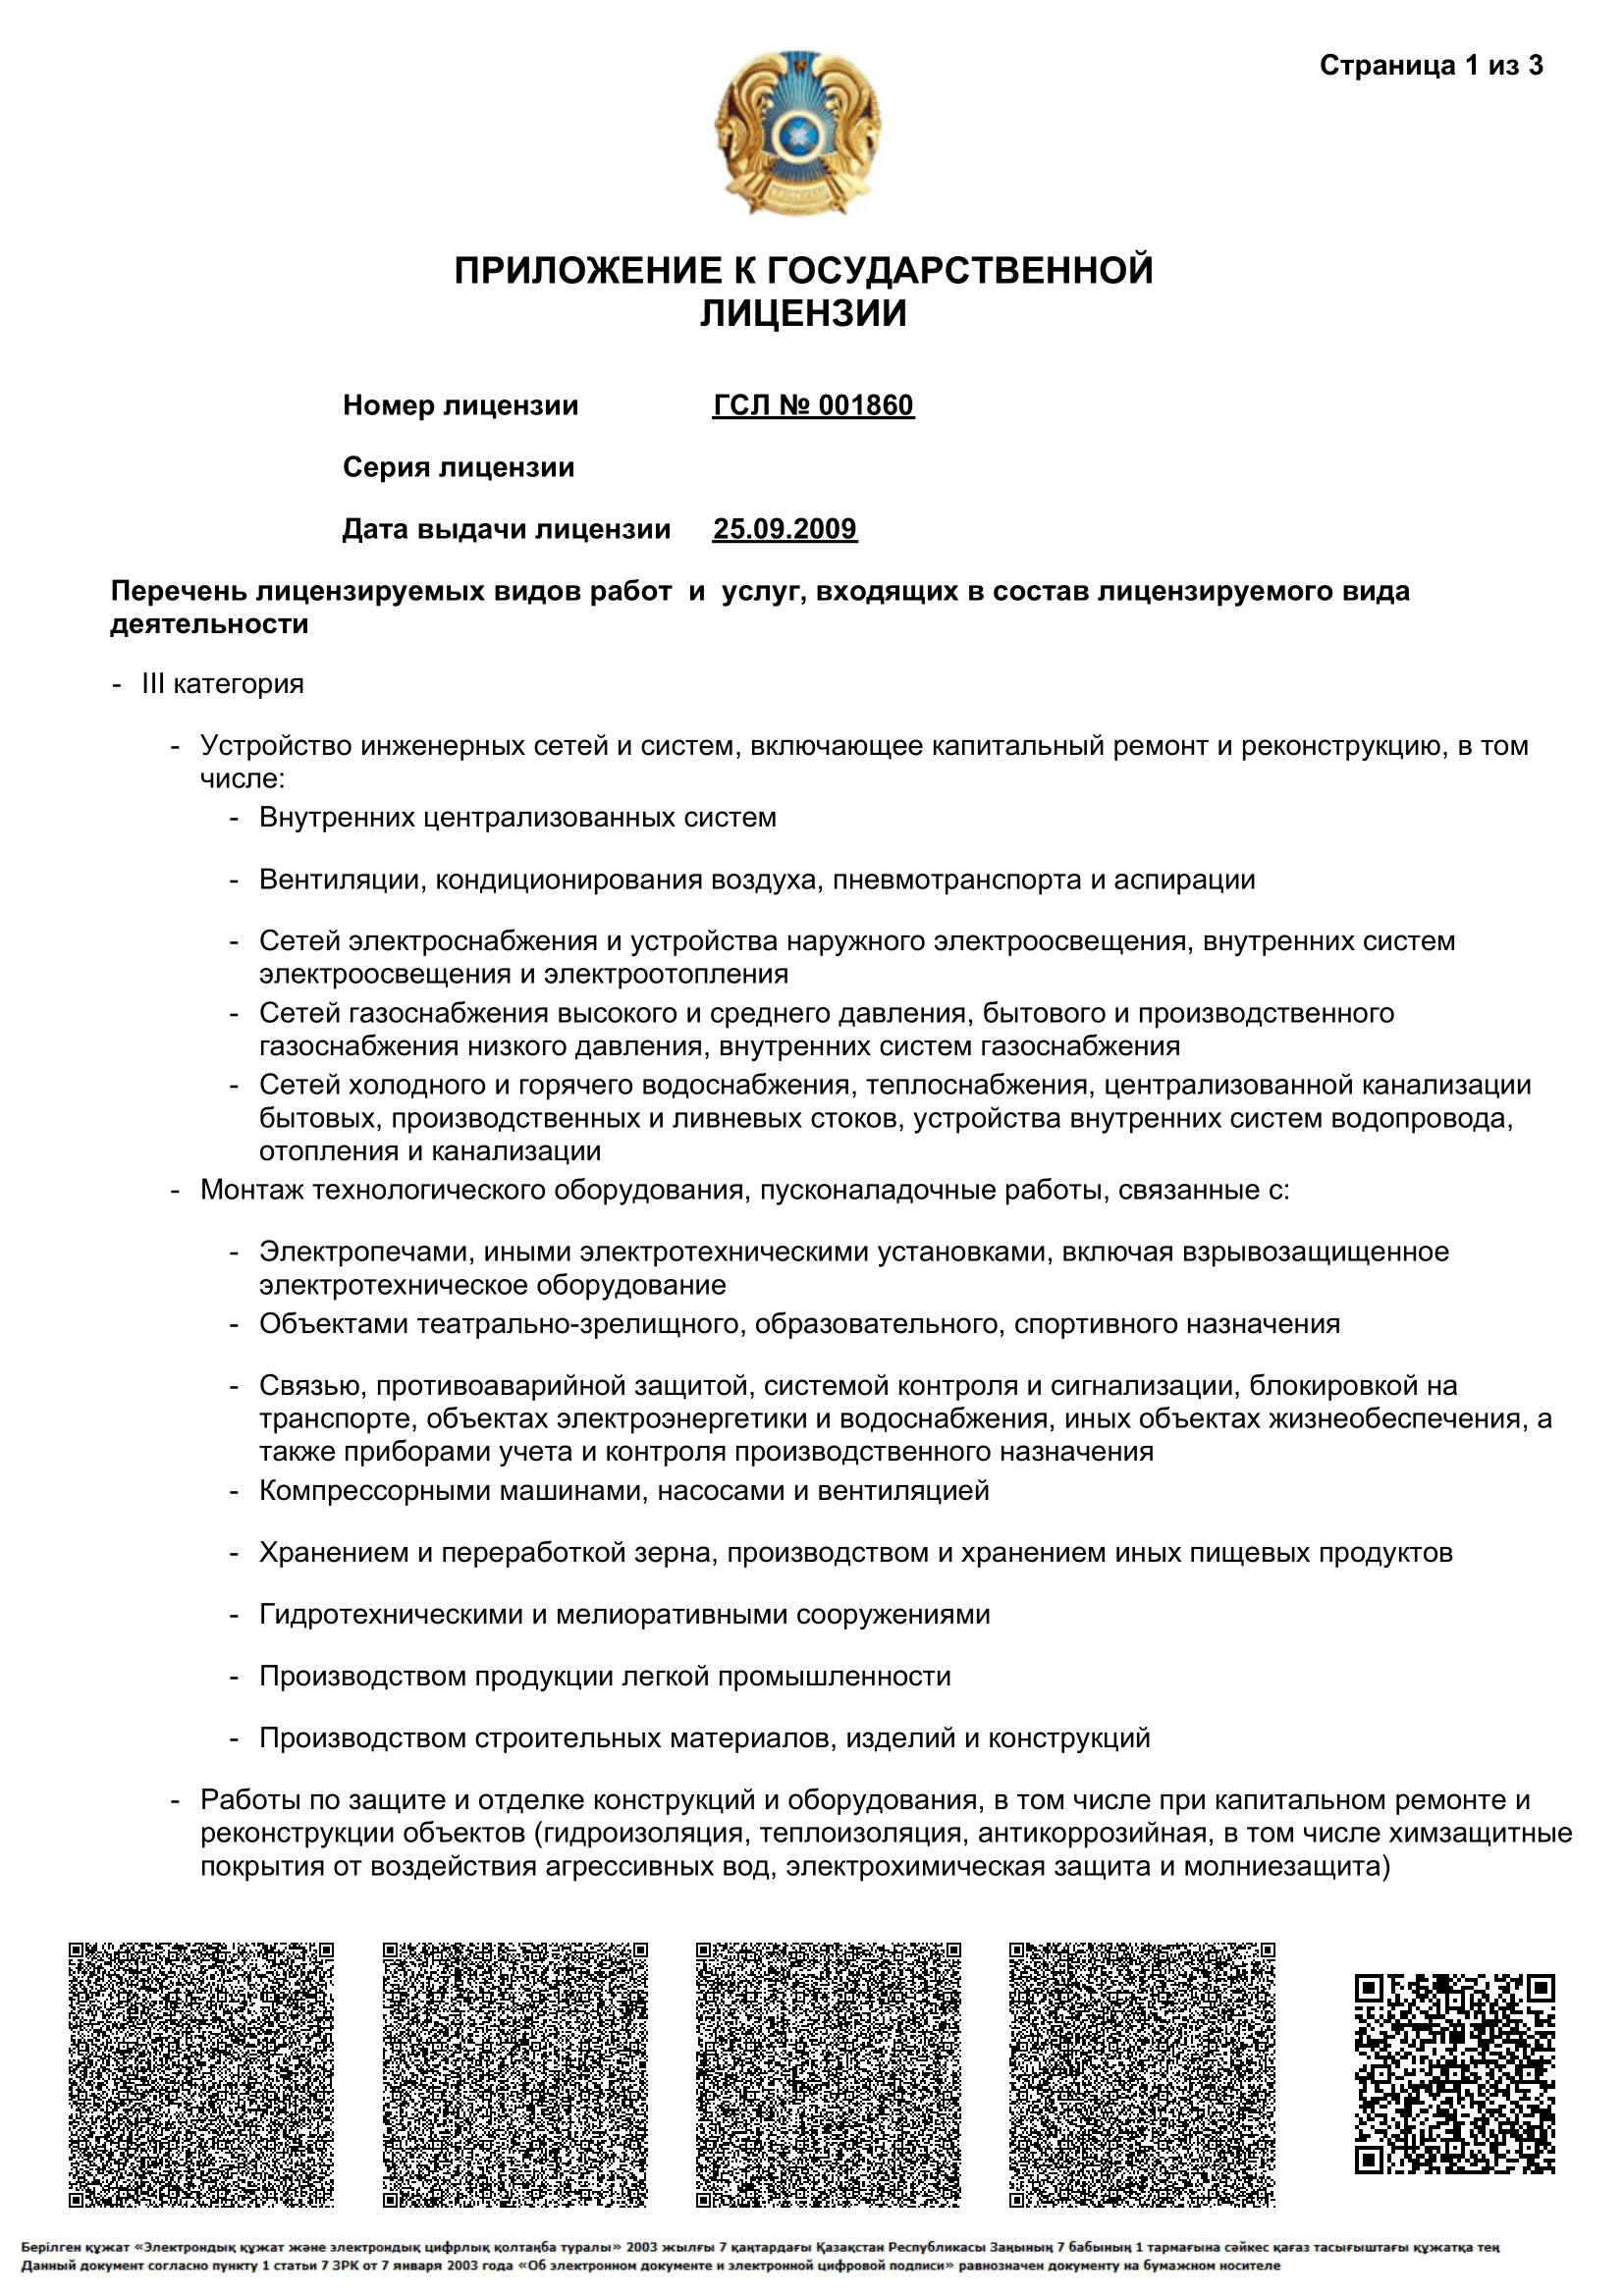 Страница 1 из 3
ПРИЛОЖЕНИЕ К ГОСУДАРСТВЕННОЙ
ЛИЦЕНЗИИ
Номер лицензии ГСЛ № 001860
Серия лицензии
Дата выдачи лицензии 25.09.2009
Перечень лицензируемых видов работ и услуг, входящих в состав лицензируемого вида
деятельности
- III категория
- Устройство инженерных сетей и систем, включающее капитальный ремонт и реконструкцию, в том
числе:
- Внутренних централизованных систем
- Вентиляции, кондиционирования воздуха, пневмотранспорта и аспирации
- Сетей электроснабжения и устройства наружного электроосвещения, внутренних систем
электроосвещения и электроотопления
- Сетей газоснабжения высокого и среднего давления, бытового и производственного
газоснабжения низкого давления, внутренних систем газоснабжения
- Сетей холодного и горячего водоснабжения, теплоснабжения, централизованной канализации
бытовых, производственных и ливневых стоков, устройства внутренних систем водопровода,
отопления и канализации
- Монтаж технологического оборудования, пусконаладочные работы, связанные с:
- Электропечами, иными электротехническими установками, включая взрывозащищенное
электротехническое оборудование
- Объектами театрально-зрелищного, образовательного, спортивного назначения
- Связью, противоаварийной защитой, системой контроля и сигнализации, блокировкой на
транспорте, объектах электроэнергетики и водоснабжения, иных объектах жизнеобеспечения, а
также приборами учета и контроля производственного назначения
- Компрессорными машинами, насосами и вентиляцией
- Хранением и переработкой зерна, производством и хранением иных пищевых продуктов
- Гидротехническими и мелиоративными сооружениями
- Производством продукции легкой промышленности
- Производством строительных материалов, изделий и конструкций
- Работы по защите и отделке конструкций и оборудования, в том числе при капитальном ремонте и
реконструкции объектов (гидроизоляция, теплоизоляция, антикоррозийная, в том числе химзащитные
покрытия от воздействия агрессивных вод, электрохимическая защита и молниезащита)
Берілген құжат «Электрондық құжат және электрондық цифрлық қолтаңба туралы» 2003 жылғы 7 қаңтардағы Қазақстан Республикасы Заңының 7 бабының 1 тармағына сәйкес қағаз тасығыштағы құжатқа тең
Данный документ согласно пункту 1 статьи 7 ЗРК от 7 января 2003 года «Об электронном документе и электронной цифровой подписи» равнозначен документу на бумажном носителе